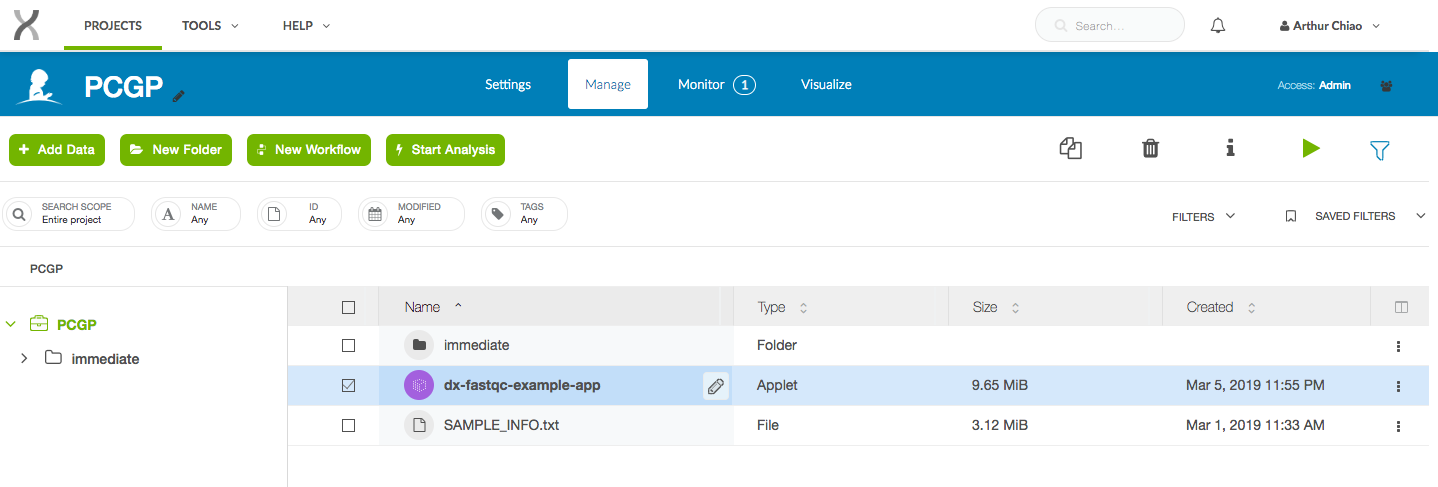 PROJECTS TOOLS HELP Search... Arthur Chiao
PCGP Settings Manage Monitor 1 Visualize Access: Admin
Add Data New Folder New Workflow Start Analysis
SEARCH SCOPE NAME ID MODIFIED TAGS
Entire project Any Any Any Any
FILTERS SAVED FILTERS
PCGP
Name Type Size Created
PCGP
immediate
immediate Folder
dx-fastqc-example-app Applet 9.65 MiB Mar 5, 2019 11:55 PM
SAMPLE_INFO.txt File 3.12 MiB Mar 1, 2019 11:33 AM